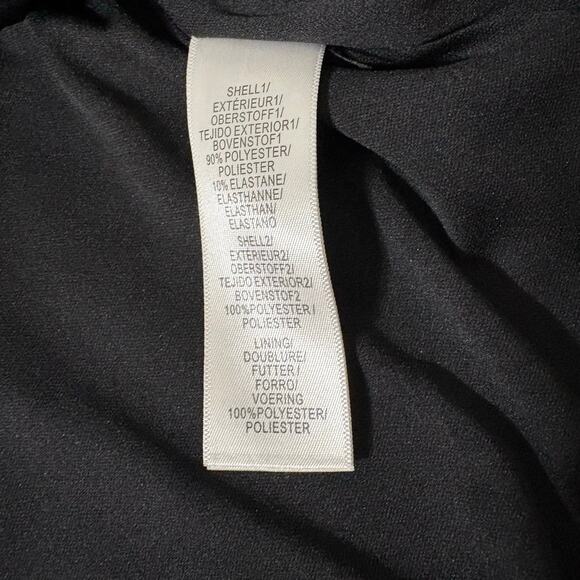 SHELL1/
EXTÉRIEUR1/
OBERSTOFF1/
TEJIDO EXTERIOR1/
BOVENSTOF1
90% POLYESTER/
POLIESTER
10% ELASTANE/
ELASTHANNE/
ELASTHAN/
ELASTANO
SHELL2/
EXTÉRIEUR2/
OBERSTOFF2/
TEJIDO EXTERIOR2/
BOVENSTOF2
100%POLYESTER /
POLIESTER
LINING/
DOUBLURE/
FUTTER /
FORRO/
VOERING
100%POLYESTER/
POLIESTER